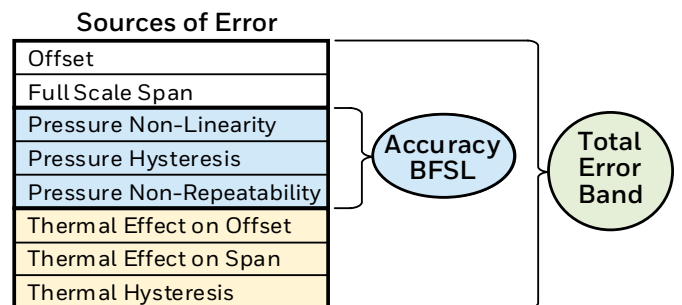 Sources of Error
Offset
Full Scale Span
Pressure Non-Linearity
Pressure Hysteresis
Pressure Non-Repeatability
Thermal Effect on Offset
Thermal Effect on Span
Thermal Hysteresis
Accuracy
BFSL
Total
Error
Band